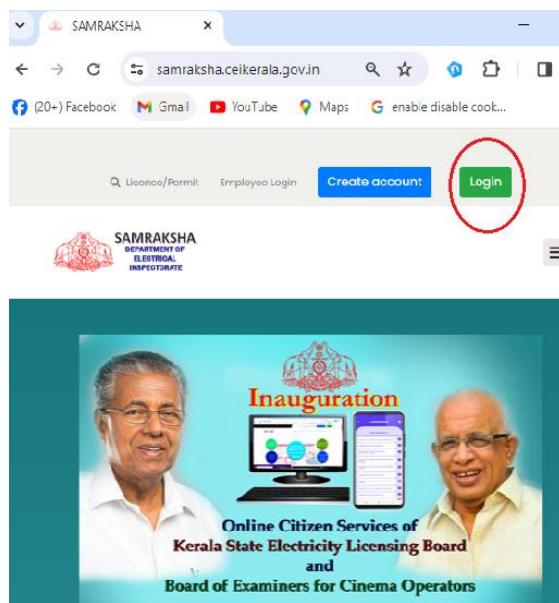 SAMRAKSHA
samraksha.ceikerala.gov.in
(20+) Facebook Gmail YouTube Maps enable disable cook...
Licence/Permit Employee Login Create account Login
SAMRAKSHA
DEPARTMENT OF
ELECTRICAL
INSPECTORATE
Inauguration
Online Citizen Services of
Kerala State Electricity Licensing Board
and
Board of Examiners for Cinema Operators